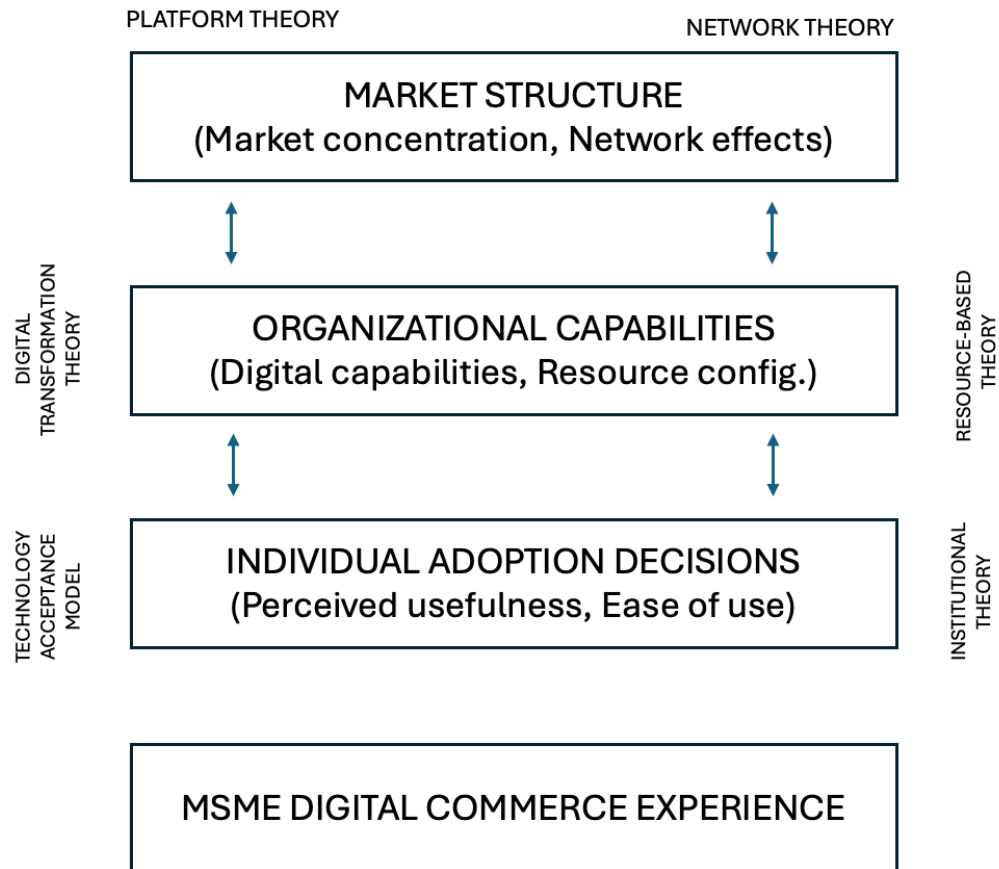 PLATFORM THEORY
NETWORK THEORY
MARKET STRUCTURE
(Market concentration, Network effects)
DIGITAL
TRANSFORMATION
THEORY
ORGANIZATIONAL CAPABILITIES
(Digital capabilities, Resource config.)
RESOURCE-BASED
THEORY
TECHNOLOGY
ACCEPTANCE
MODEL
INDIVIDUAL ADOPTION DECISIONS
(Perceived usefulness, Ease of use)
INSTITUTIONAL
THEORY
MSME DIGITAL COMMERCE EXPERIENCE